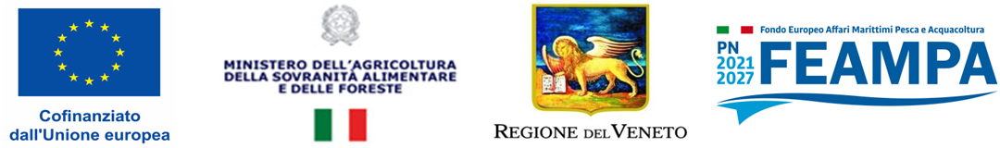 Cofinanziato
dall'Unione europea
MINISTERO DELL'AGRICOLTURA
DELLA SOVRANITÀ ALIMENTARE
E DELLE FORESTE
REGIONE DEL VENETO
Fondo Europeo Affari Marittimi Pesca e Acquacoltura
PN
2021
2027
FEAMPA